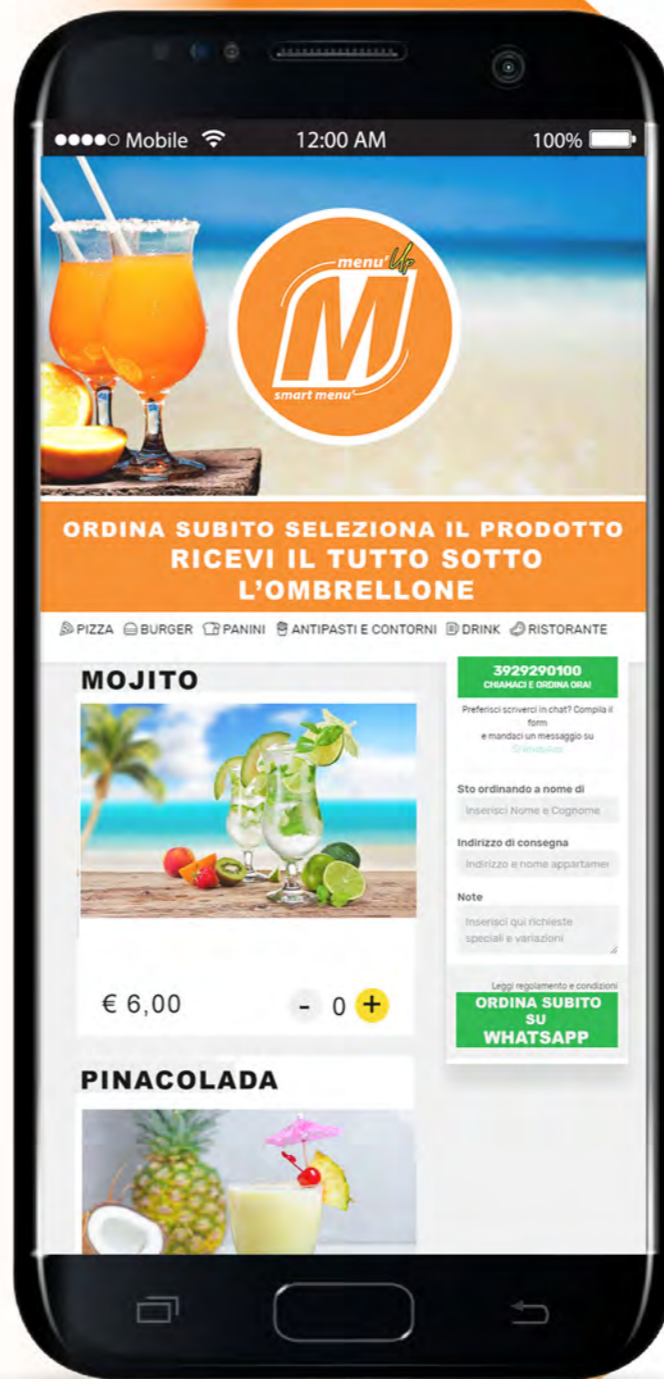 Mobile 12:00 AM 100%
menu' Up
M
smart menu'
ORDINA SUBITO SELEZIONA IL PRODOTTO
RICEVI IL TUTTO SOTTO
L'OMBRELLONE
PIZZA BURGER PANINI ANTIPASTI E CONTORNI DRINK RISTORANTE
MOJITO
€ 6,00 - 0 +
PINACOLADA
3929290100
CHIAMACI E ORDINA ORA!
Preferisci scriverci in chat? Compila il
form
e mandaci un messaggio su
Sto ordinando a nome di
Inserisci Nome e Cognome
Indirizzo di consegna
Indirizzo e nome appartamen
Note
Inserisci qui richieste
speciali e variazioni
Leggi regolamento e condizioni
ORDINA SUBITO
SU
WHATSAPP